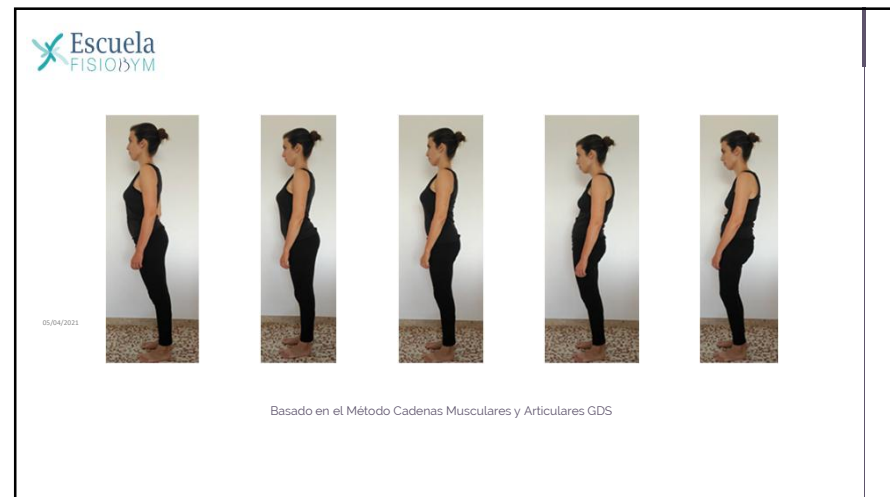 Escuela
FISIOBYM
05/04/2021
Basado en el Método Cadenas Musculares y Articulares GDS